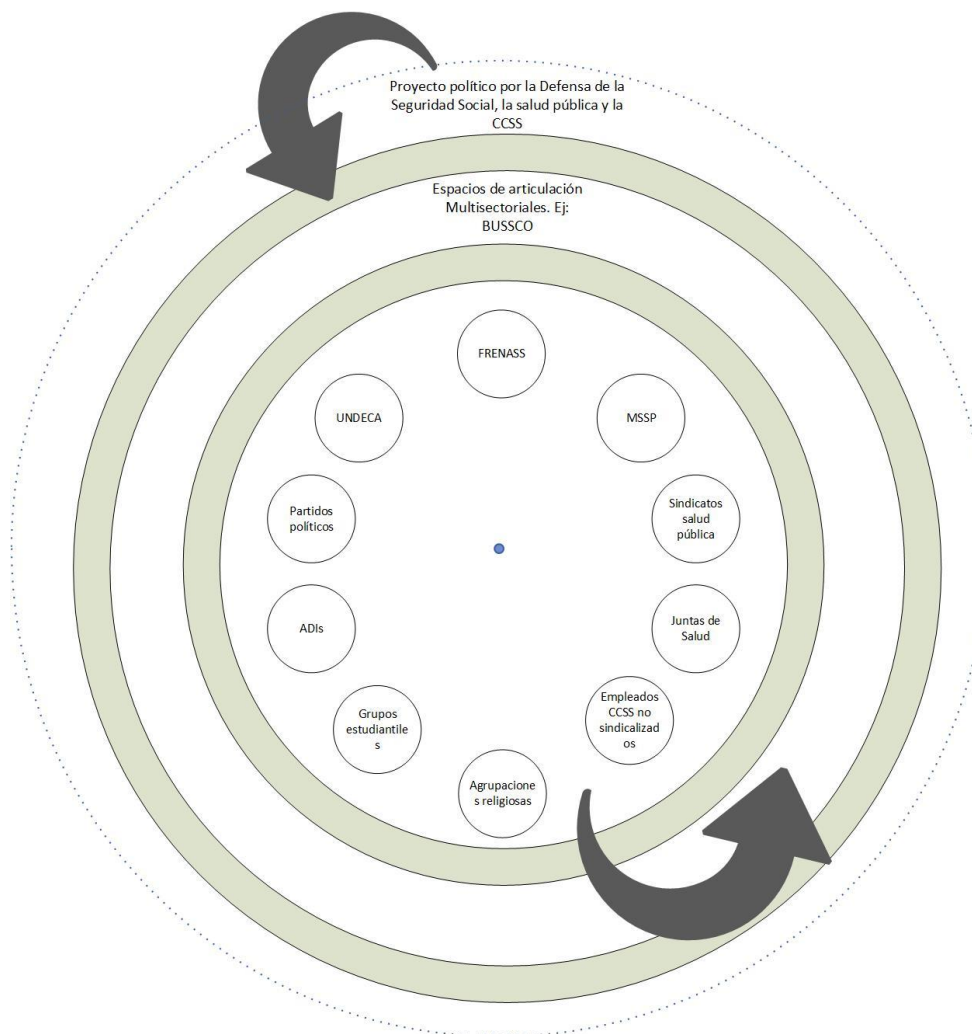 Proyecto político por la Defensa de la
Seguridad Social, la salud pública y la
CCSS
Espacios de articulación
Multisectoriales. Ej:
BUSSCO
FRENASS
UNDECA
MSSP
Partidos
políticos
Sindicatos
salud
pública
ADIs
Juntas de
Salud
Grupos
estudiantile
s
Empleados
CCSS no
sindicalizad
os
Agrupacione
s religiosas